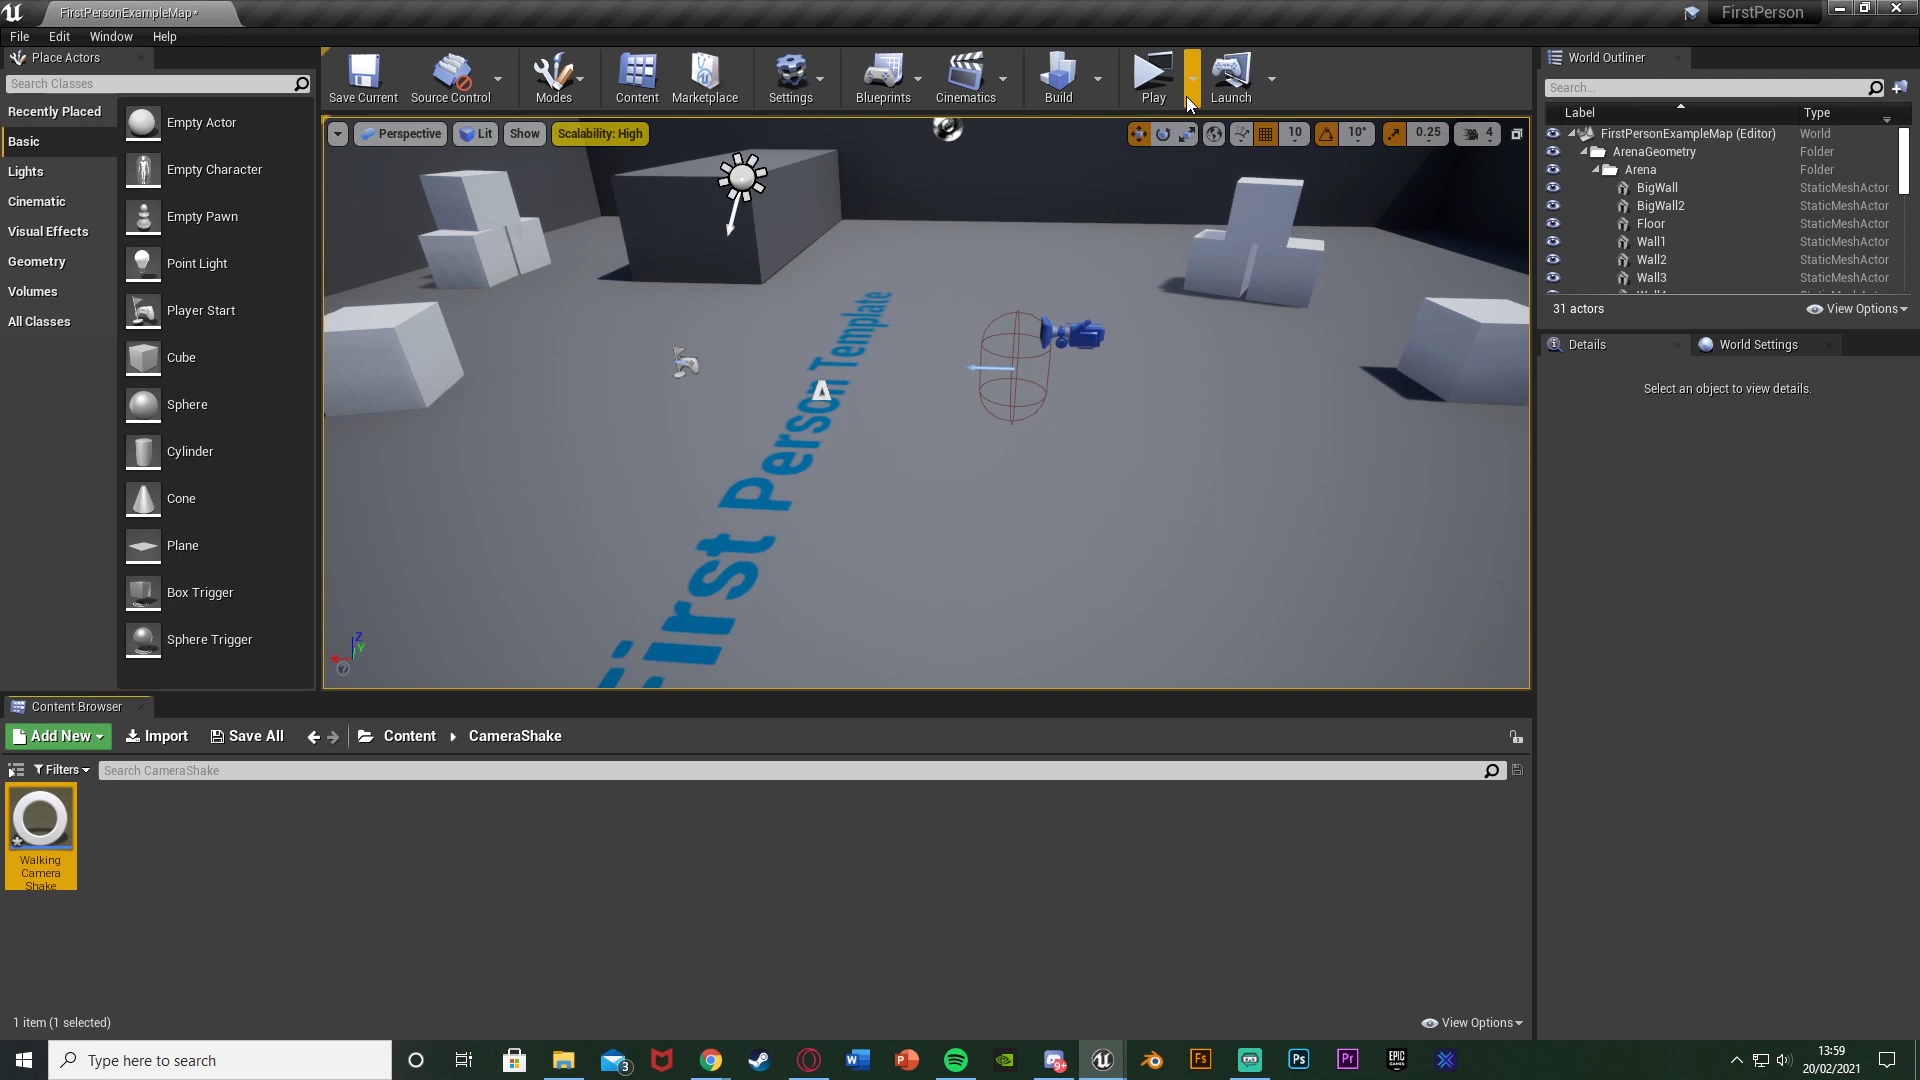 FirstPersonExampleMap*
FirstPerson
File Edit Window Help
Place Actors
Search Classes
Recently Placed
Basic
Lights
Cinematic
Visual Effects
Geometry
Volumes
All Classes
Empty Actor
Empty Character
Empty Pawn
Point Light
Player Start
Cube
Sphere
Cylinder
Cone
Plane
Box Trigger
Sphere Trigger
Save Current Source Control Modes Content Marketplace Settings Blueprints Cinematics Build Play Launch
Perspective Lit Show Scalability: High 10 10° 0.25 4
First Person Template
Z
Y
World Outliner
Search...
Label Type
FirstPersonExampleMap (Editor) World
ArenaGeometry Folder
Arena Folder
BigWall StaticMeshActor
BigWall2 StaticMeshActor
Floor StaticMeshActor
Wall1 StaticMeshActor
Wall2 StaticMeshActor
Wall3 StaticMeshActor
31 actors View Options
Details World Settings
Select an object to view details.
Content Browser
Add New Import Save All Content CameraShake
Filters Search CameraShake
Walking
Camera
Shake
1 item (1 selected) View Options
Type here to search
3
9+
Fs
Ps
Pr
EPIC
GAMES
13:59
20/02/2021